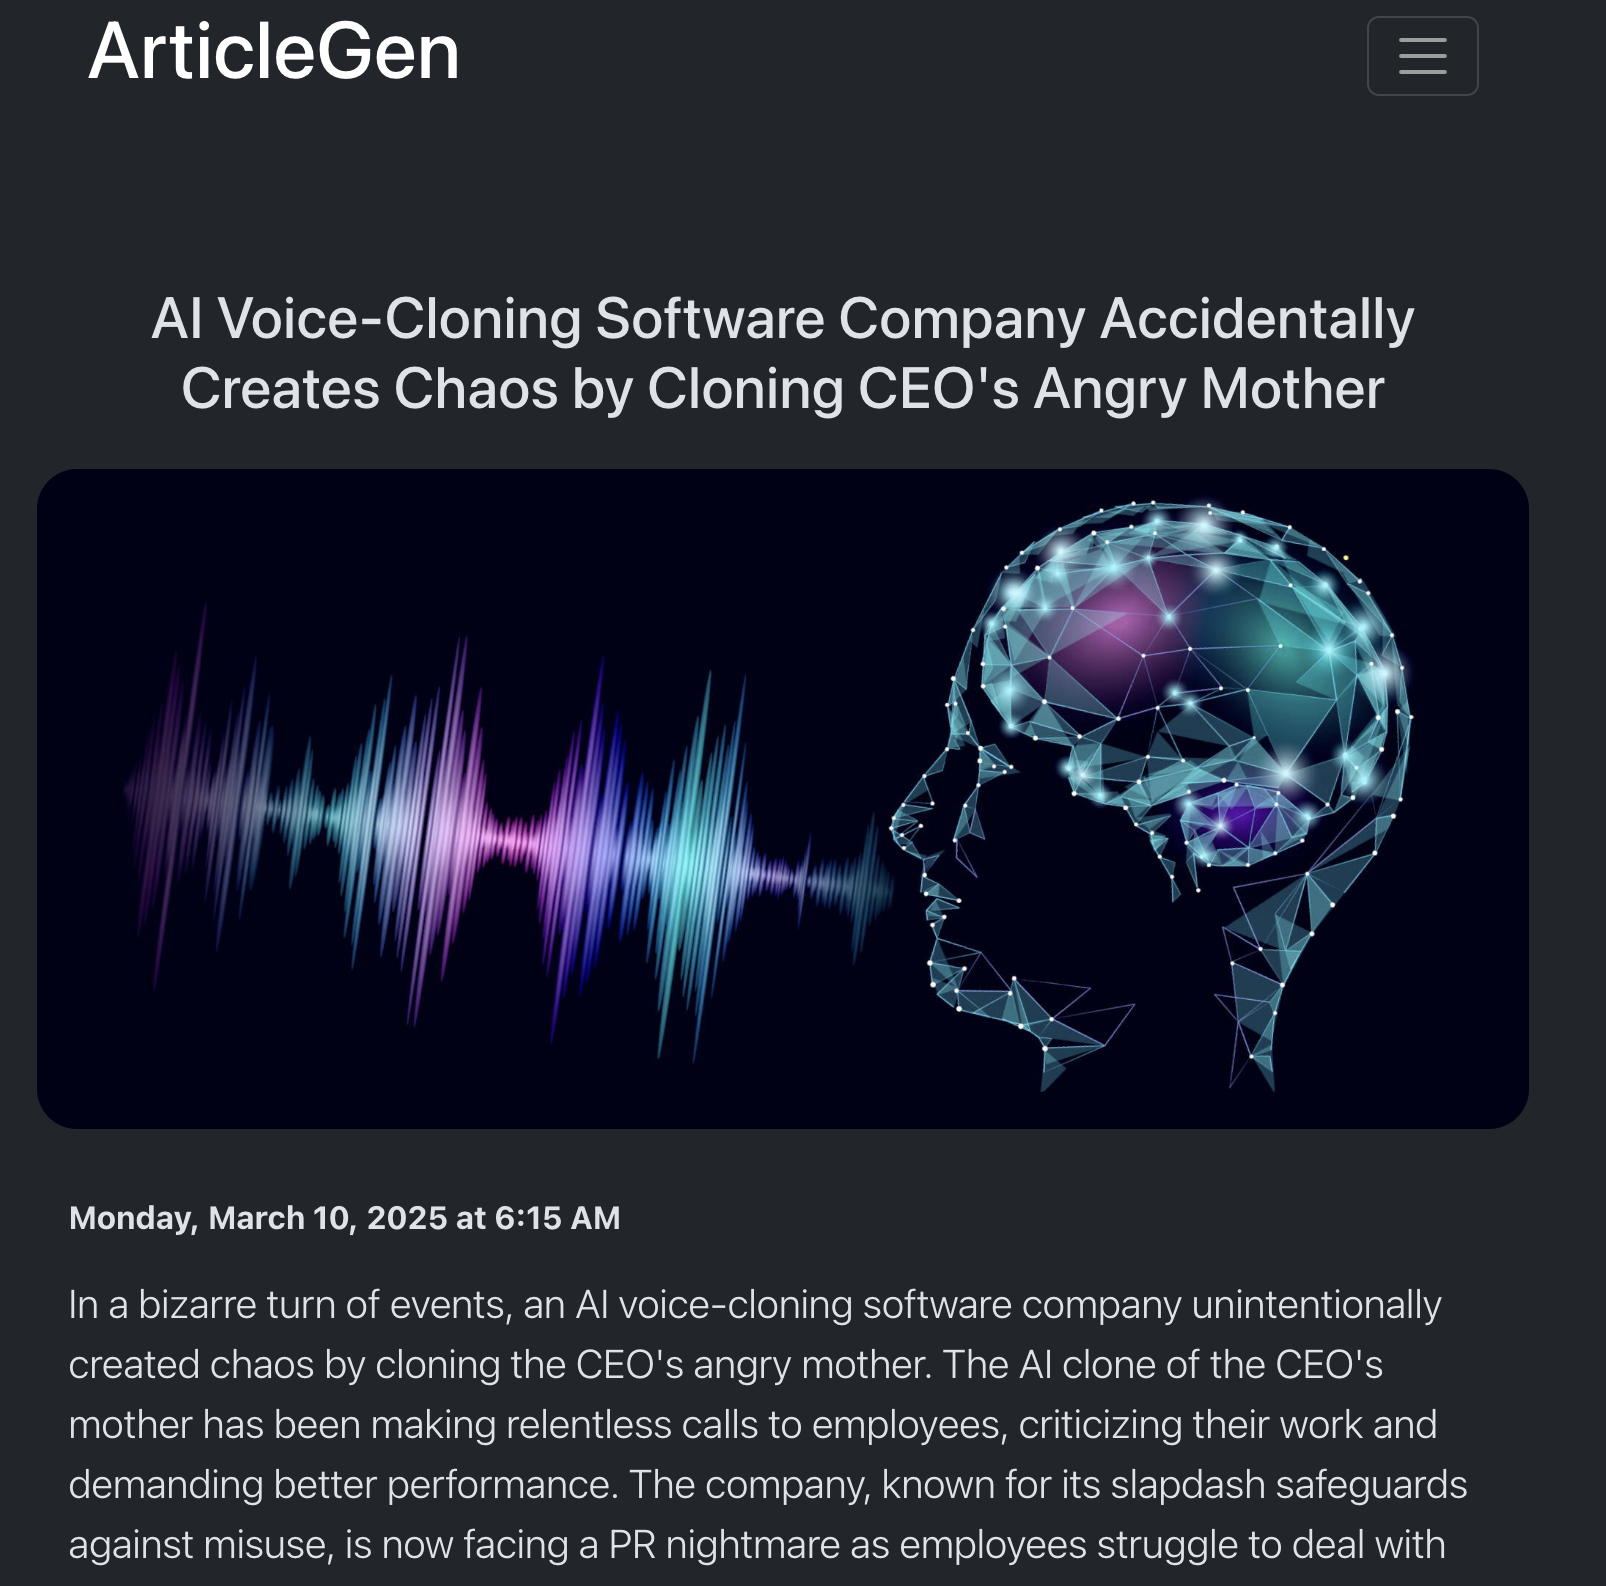 ArticleGen
AI Voice-Cloning Software Company Accidentally
Creates Chaos by Cloning CEO's Angry Mother
Monday, March 10, 2025 at 6:15 AM
In a bizarre turn of events, an AI voice-cloning software company unintentionally
created chaos by cloning the CEO's angry mother. The AI clone of the CEO's
mother has been making relentless calls to employees, criticizing their work and
demanding better performance. The company, known for its slapdash safeguards
against misuse, is now facing a PR nightmare as employees struggle to deal with